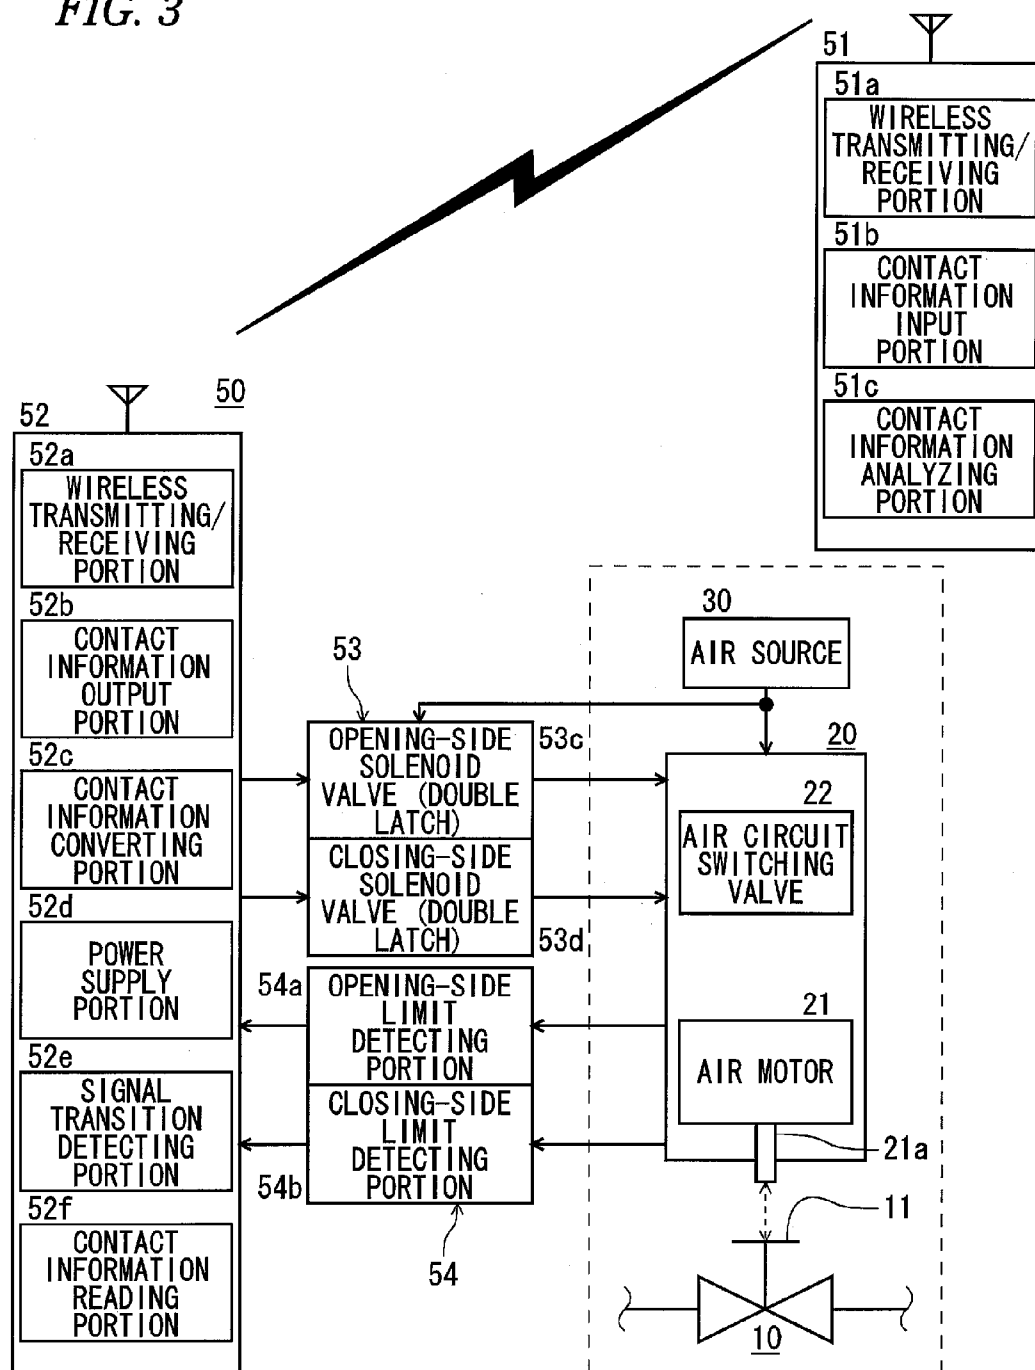 FIG. 3
51
51a
WIRELESS
TRANSMITTING/
RECEIVING
PORTION
51b
CONTACT
INFORMATION
INPUT
PORTION
51c
CONTACT
INFORMATION
ANALYZING
PORTION
50
52
52a
WIRELESS
TRANSMITTING/
RECEIVING
PORTION
52b
CONTACT
INFORMATION
OUTPUT
PORTION
52c
CONTACT
INFORMATION
CONVERTING
PORTION
52d
POWER
SUPPLY
PORTION
52e
SIGNAL
TRANSITION
DETECTING
PORTION
52f
CONTACT
INFORMATION
READING
PORTION
53
OPENING-SIDE
SOLENOID
VALVE (DOUBLE
LATCH)
53c
CLOSING-SIDE
SOLENOID
VALVE (DOUBLE
LATCH)
53d
54a
OPENING-SIDE
LIMIT
DETECTING
PORTION
CLOSING-SIDE
LIMIT
DETECTING
PORTION
54b
54
30
AIR SOURCE
20
22
AIR CIRCUIT
SWITCHING
VALVE
21
AIR MOTOR
21a
11
10